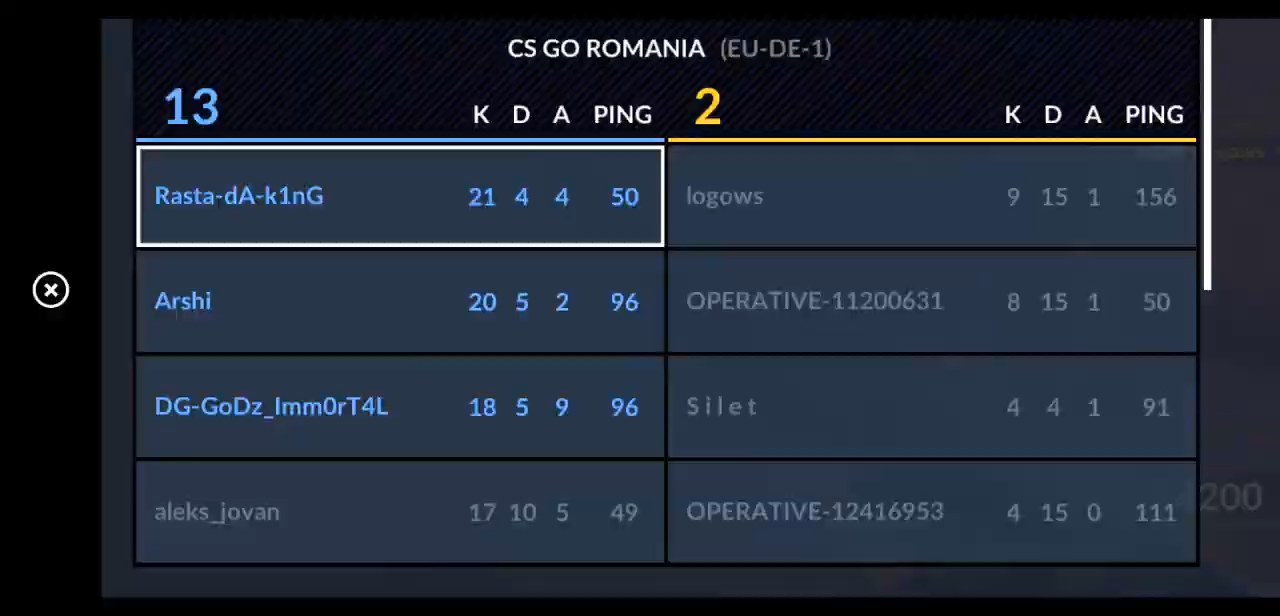 CS GO ROMANIA (EU-DE-1)
13 K D A PING 2 K D A PING
Rasta-dA-k1nG 21 4 4 50 logows 9 15 1 156
Arshi 20 5 2 96 OPERATIVE-11200631 8 15 1 50
DG-GoDz_Imm0rT4L 18 5 9 96 S i l e t 4 4 1 91
aleks_jovan 17 10 5 49 OPERATIVE-12416953 4 15 0 111
200